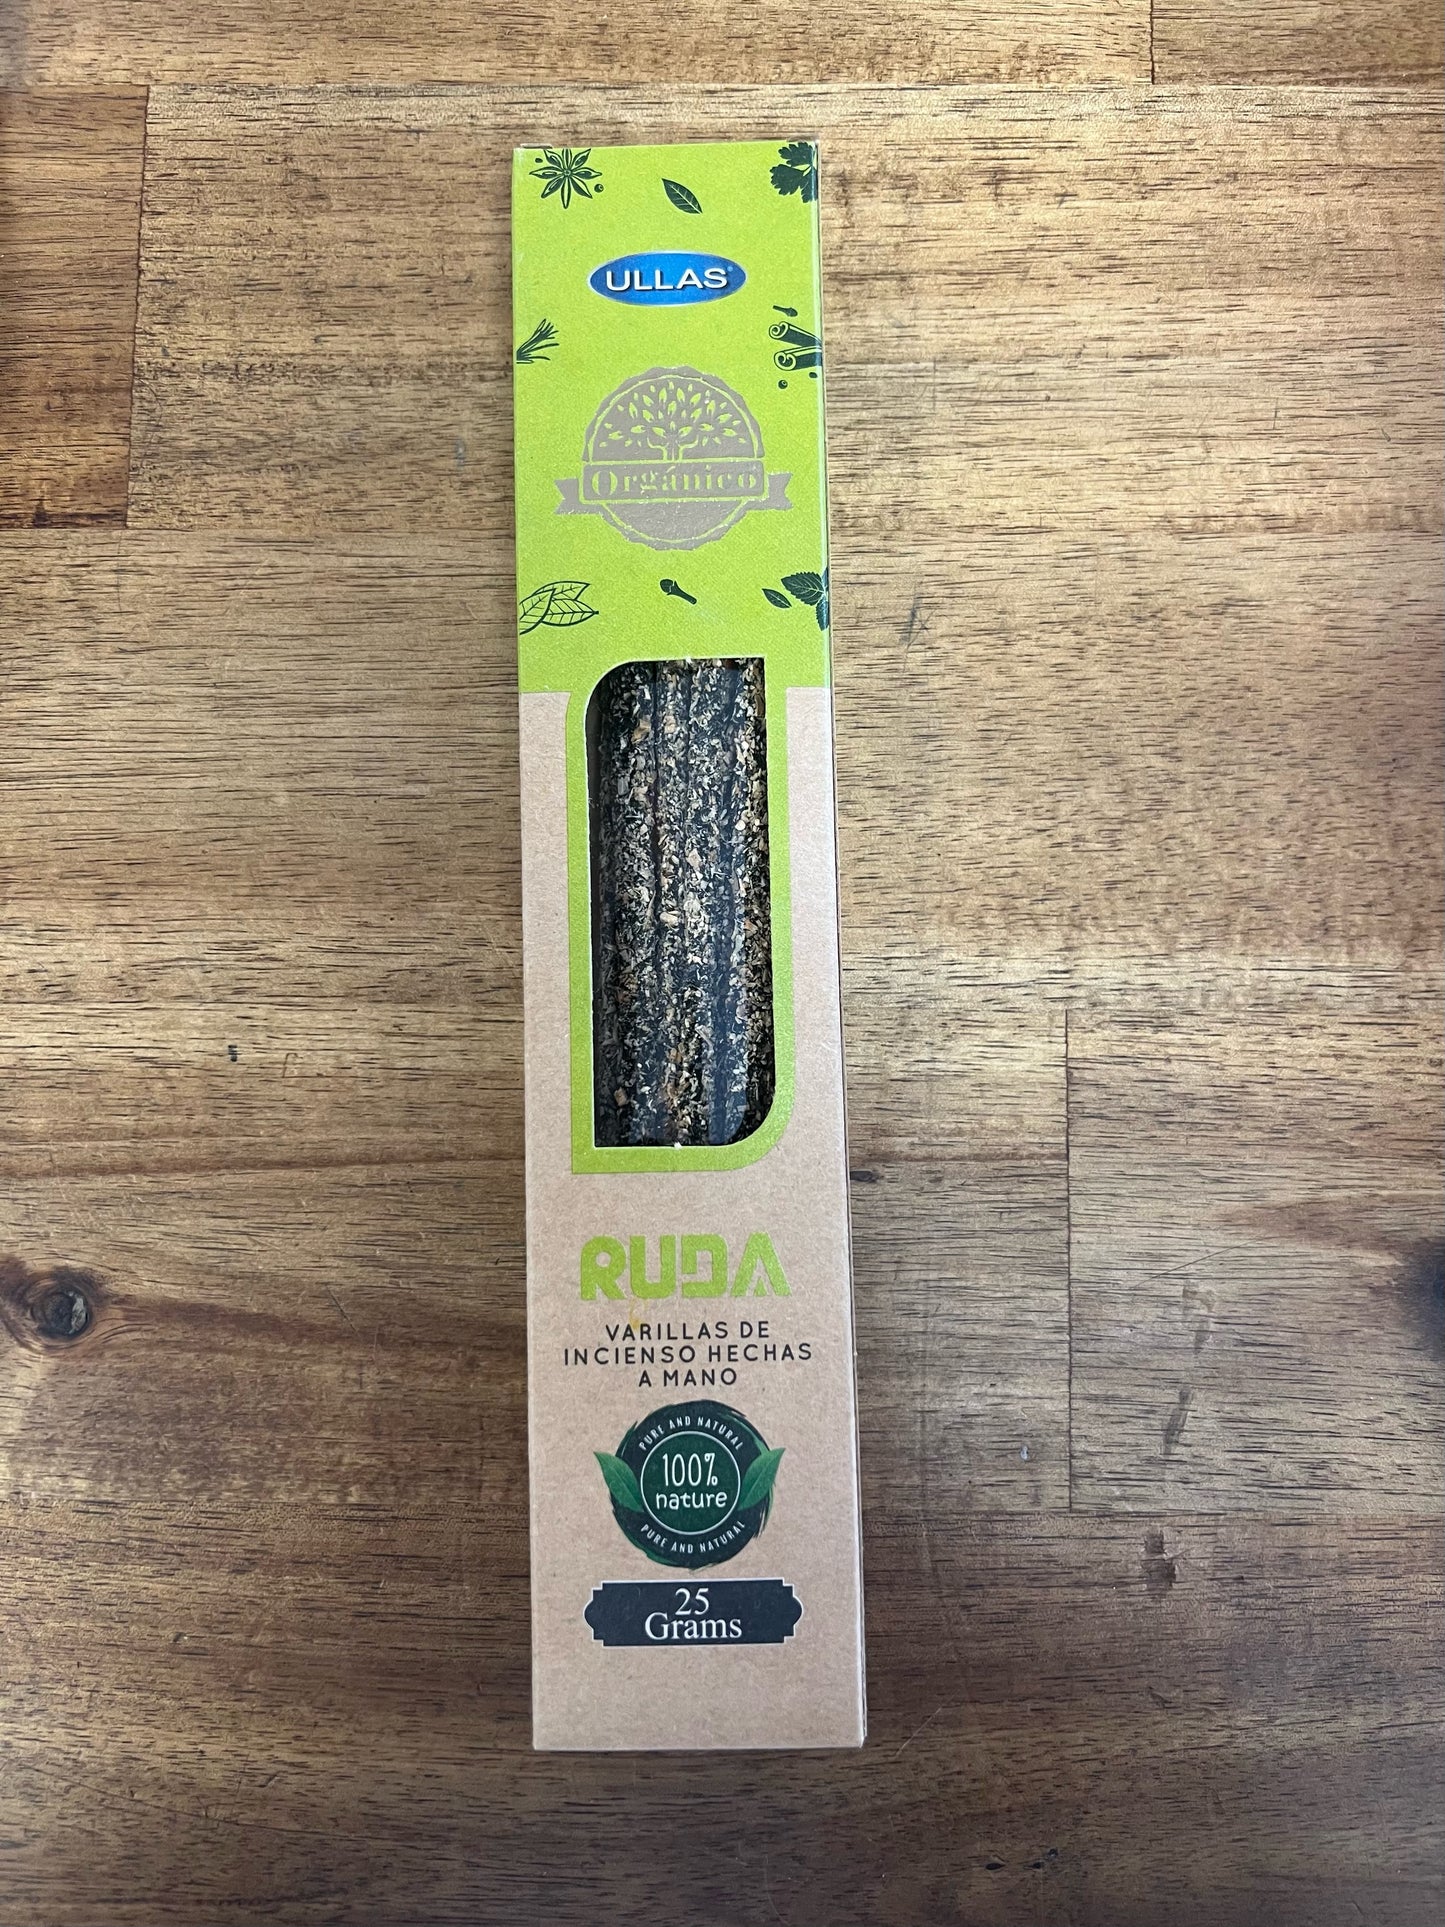 ULLAS®
Orgánico
RUDA
VARILLAS DE
INCIENSO HECHAS
A MANO
PURE AND NATURAL
100%
nature
PURE AND NATURAL
25
Grams